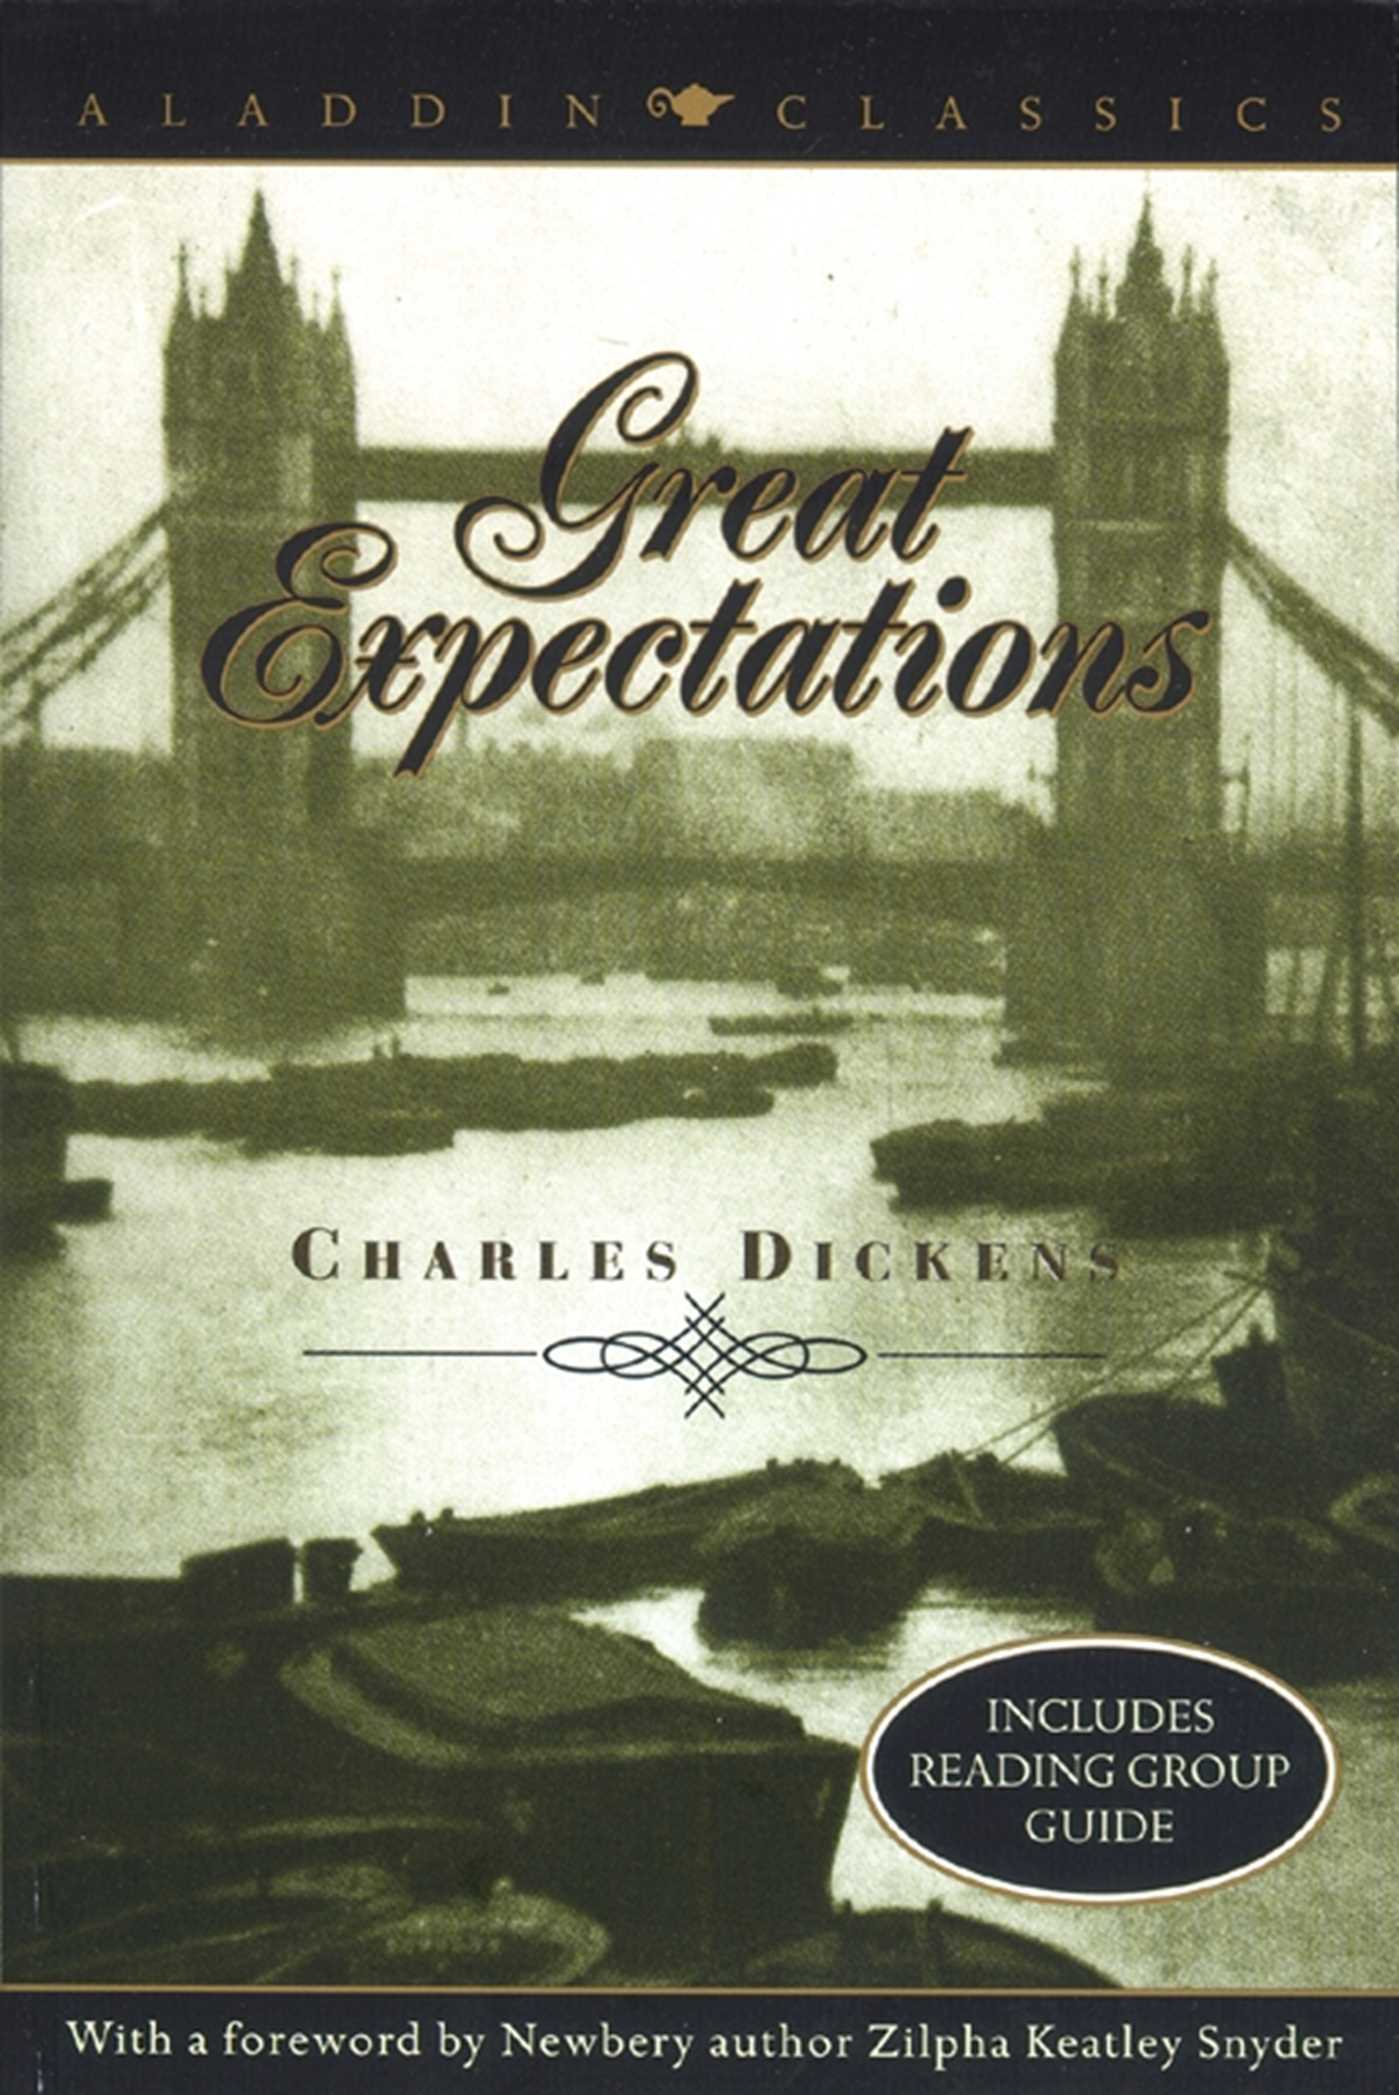 ALADDIN CLASSICS
Great
Expectations
CHARLES DICKENS
INCLUDES
READING GROUP
GUIDE
With a foreword by Newbery author Zilpha Keatley Snyder